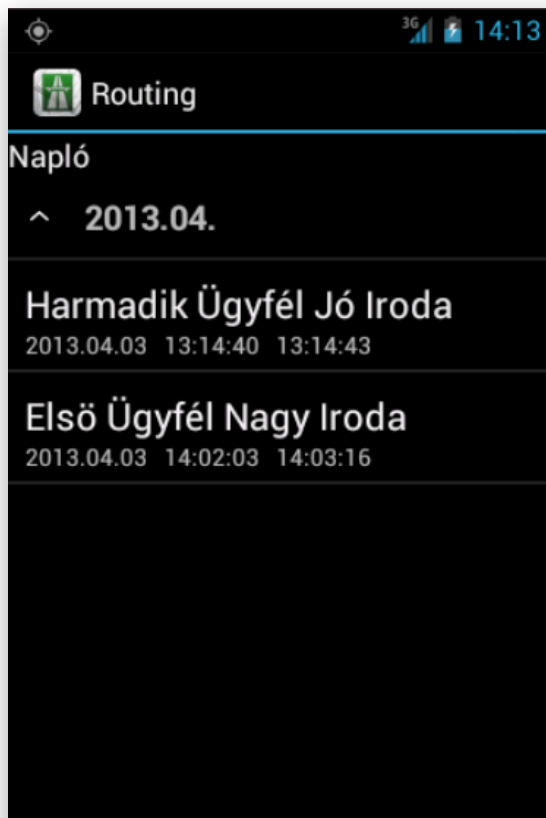 3G 14:13
Routing
Napló
2013.04.
Harmadik Ügyfél Jó Iroda
2013.04.03 13:14:40 13:14:43
Elsö Ügyfél Nagy Iroda
2013.04.03 14:02:03 14:03:16